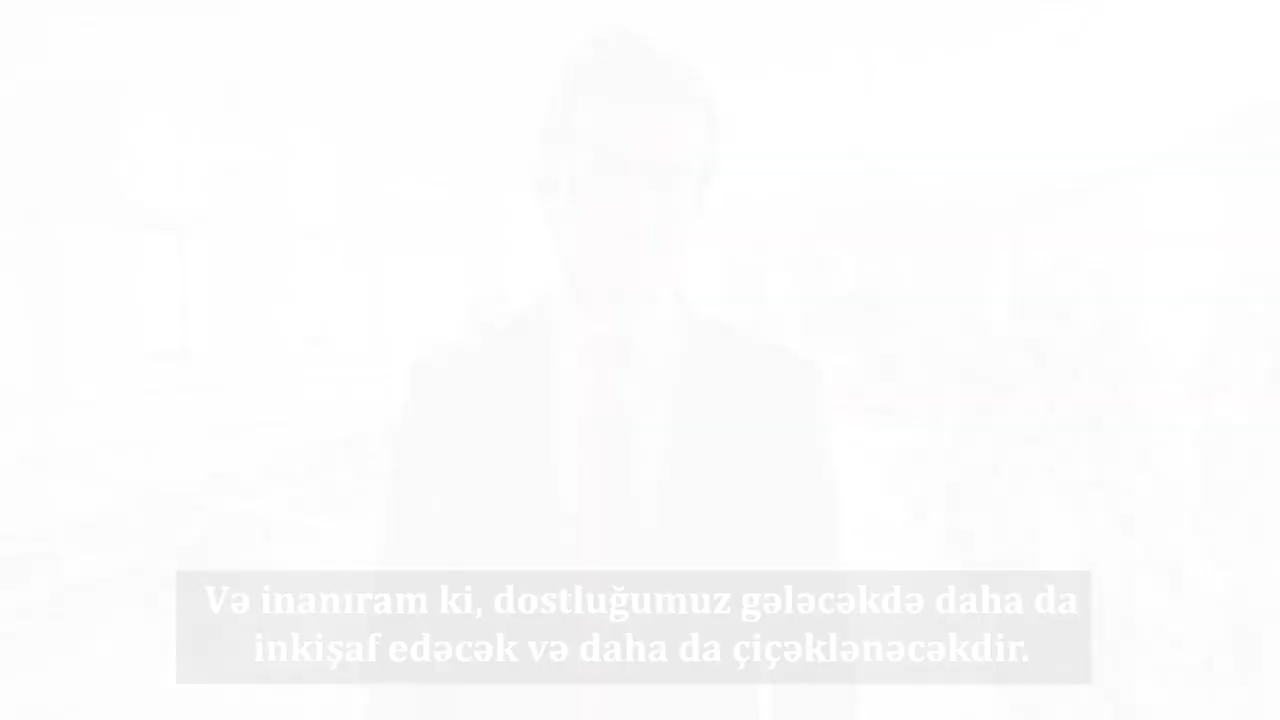 Və inanıram ki, dostluğumuz gələcəkdə daha da
inkişaf edəcək və daha da çiçəklənəcəkdir.